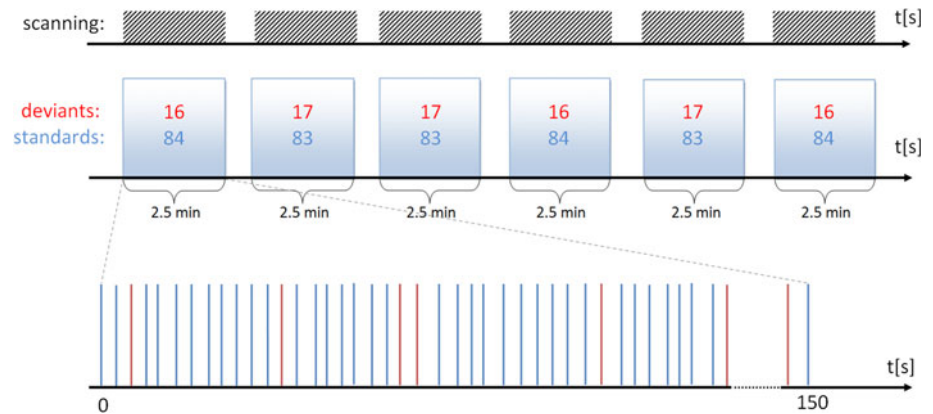 scanning: t[s]
deviants: 16 17 17 16 17 16
standards: 84 83 83 84 83 84
t[s]
2.5 min 2.5 min 2.5 min 2.5 min 2.5 min 2.5 min
t[s]
0 150